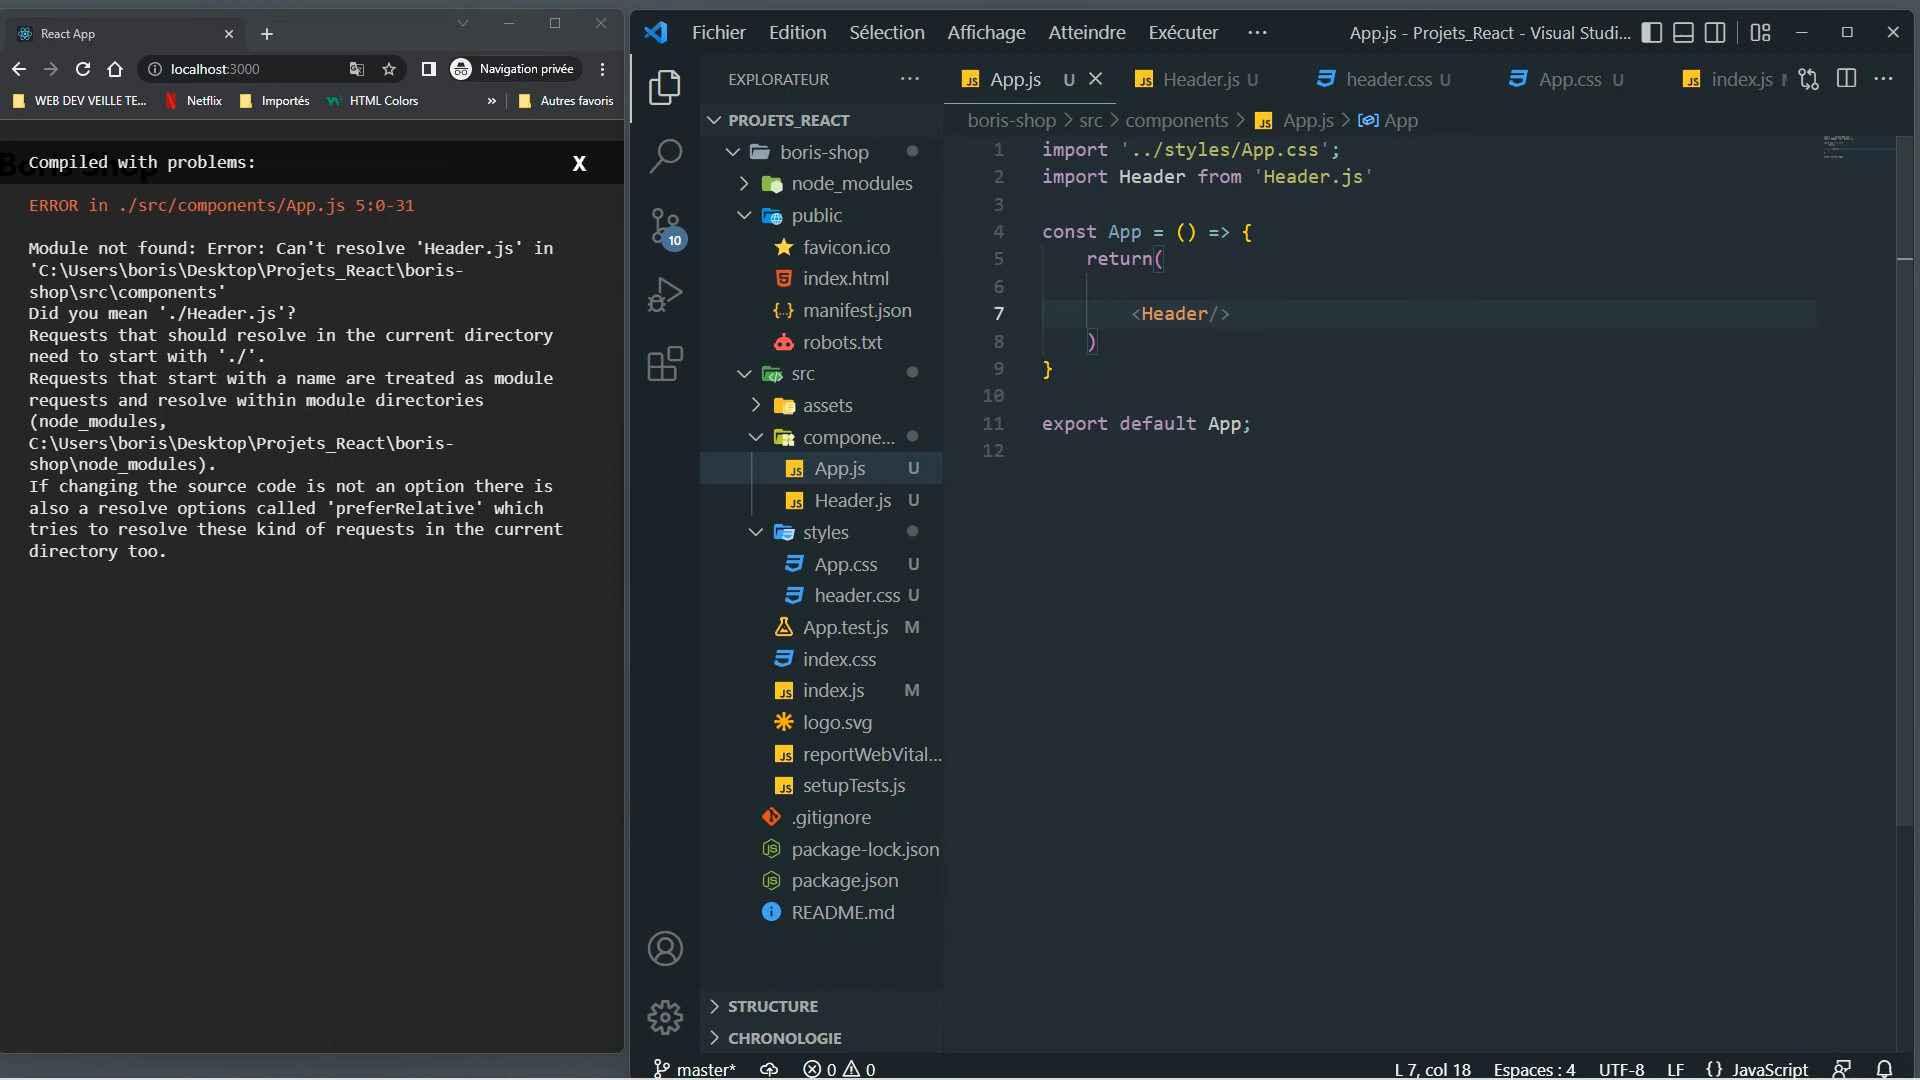 React App
localhost:3000
Navigation privée
WEB DEV VEILLE TE...
Netflix
Importés
HTML Colors
»
Autres favoris
Boris Shop
Compiled with problems:
X
ERROR in ./src/components/App.js 5:0-31
Module not found: Error: Can't resolve 'Header.js' in
'C:\Users\boris\Desktop\Projets_React\boris-
shop\src\components'
Did you mean './Header.js'?
Requests that should resolve in the current directory
need to start with './'.
Requests that start with a name are treated as module
requests and resolve within module directories
(node_modules,
C:\Users\boris\Desktop\Projets_React\boris-
shop\node_modules).
If changing the source code is not an option there is
also a resolve options called 'preferRelative' which
tries to resolve these kind of requests in the current
directory too.
Fichier Edition Sélection Affichage Atteindre Exécuter ···
App.js - Projets_React - Visual Studi...
10
EXPLORATEUR ···
PROJETS_REACT
boris-shop
node_modules
public
favicon.ico
index.html
manifest.json
robots.txt
src
assets
compone...
App.js U
Header.js U
styles
App.css U
header.css U
App.test.js M
index.css
index.js M
logo.svg
reportWebVital...
setupTests.js
.gitignore
package-lock.json
package.json
README.md
STRUCTURE
CHRONOLOGIE
App.js U
Header.js U
header.css U
App.css U
index.js
boris-shop > src > components > App.js > App
1 import '../styles/App.css';
2 import Header from 'Header.js'
3
4 const App = () => {
5 return(
6
7 <Header/>
8 )
9 }
10
11 export default App;
12
master* 0 0 L 7, col 18 Espaces : 4 UTF-8 LF {} JavaScript